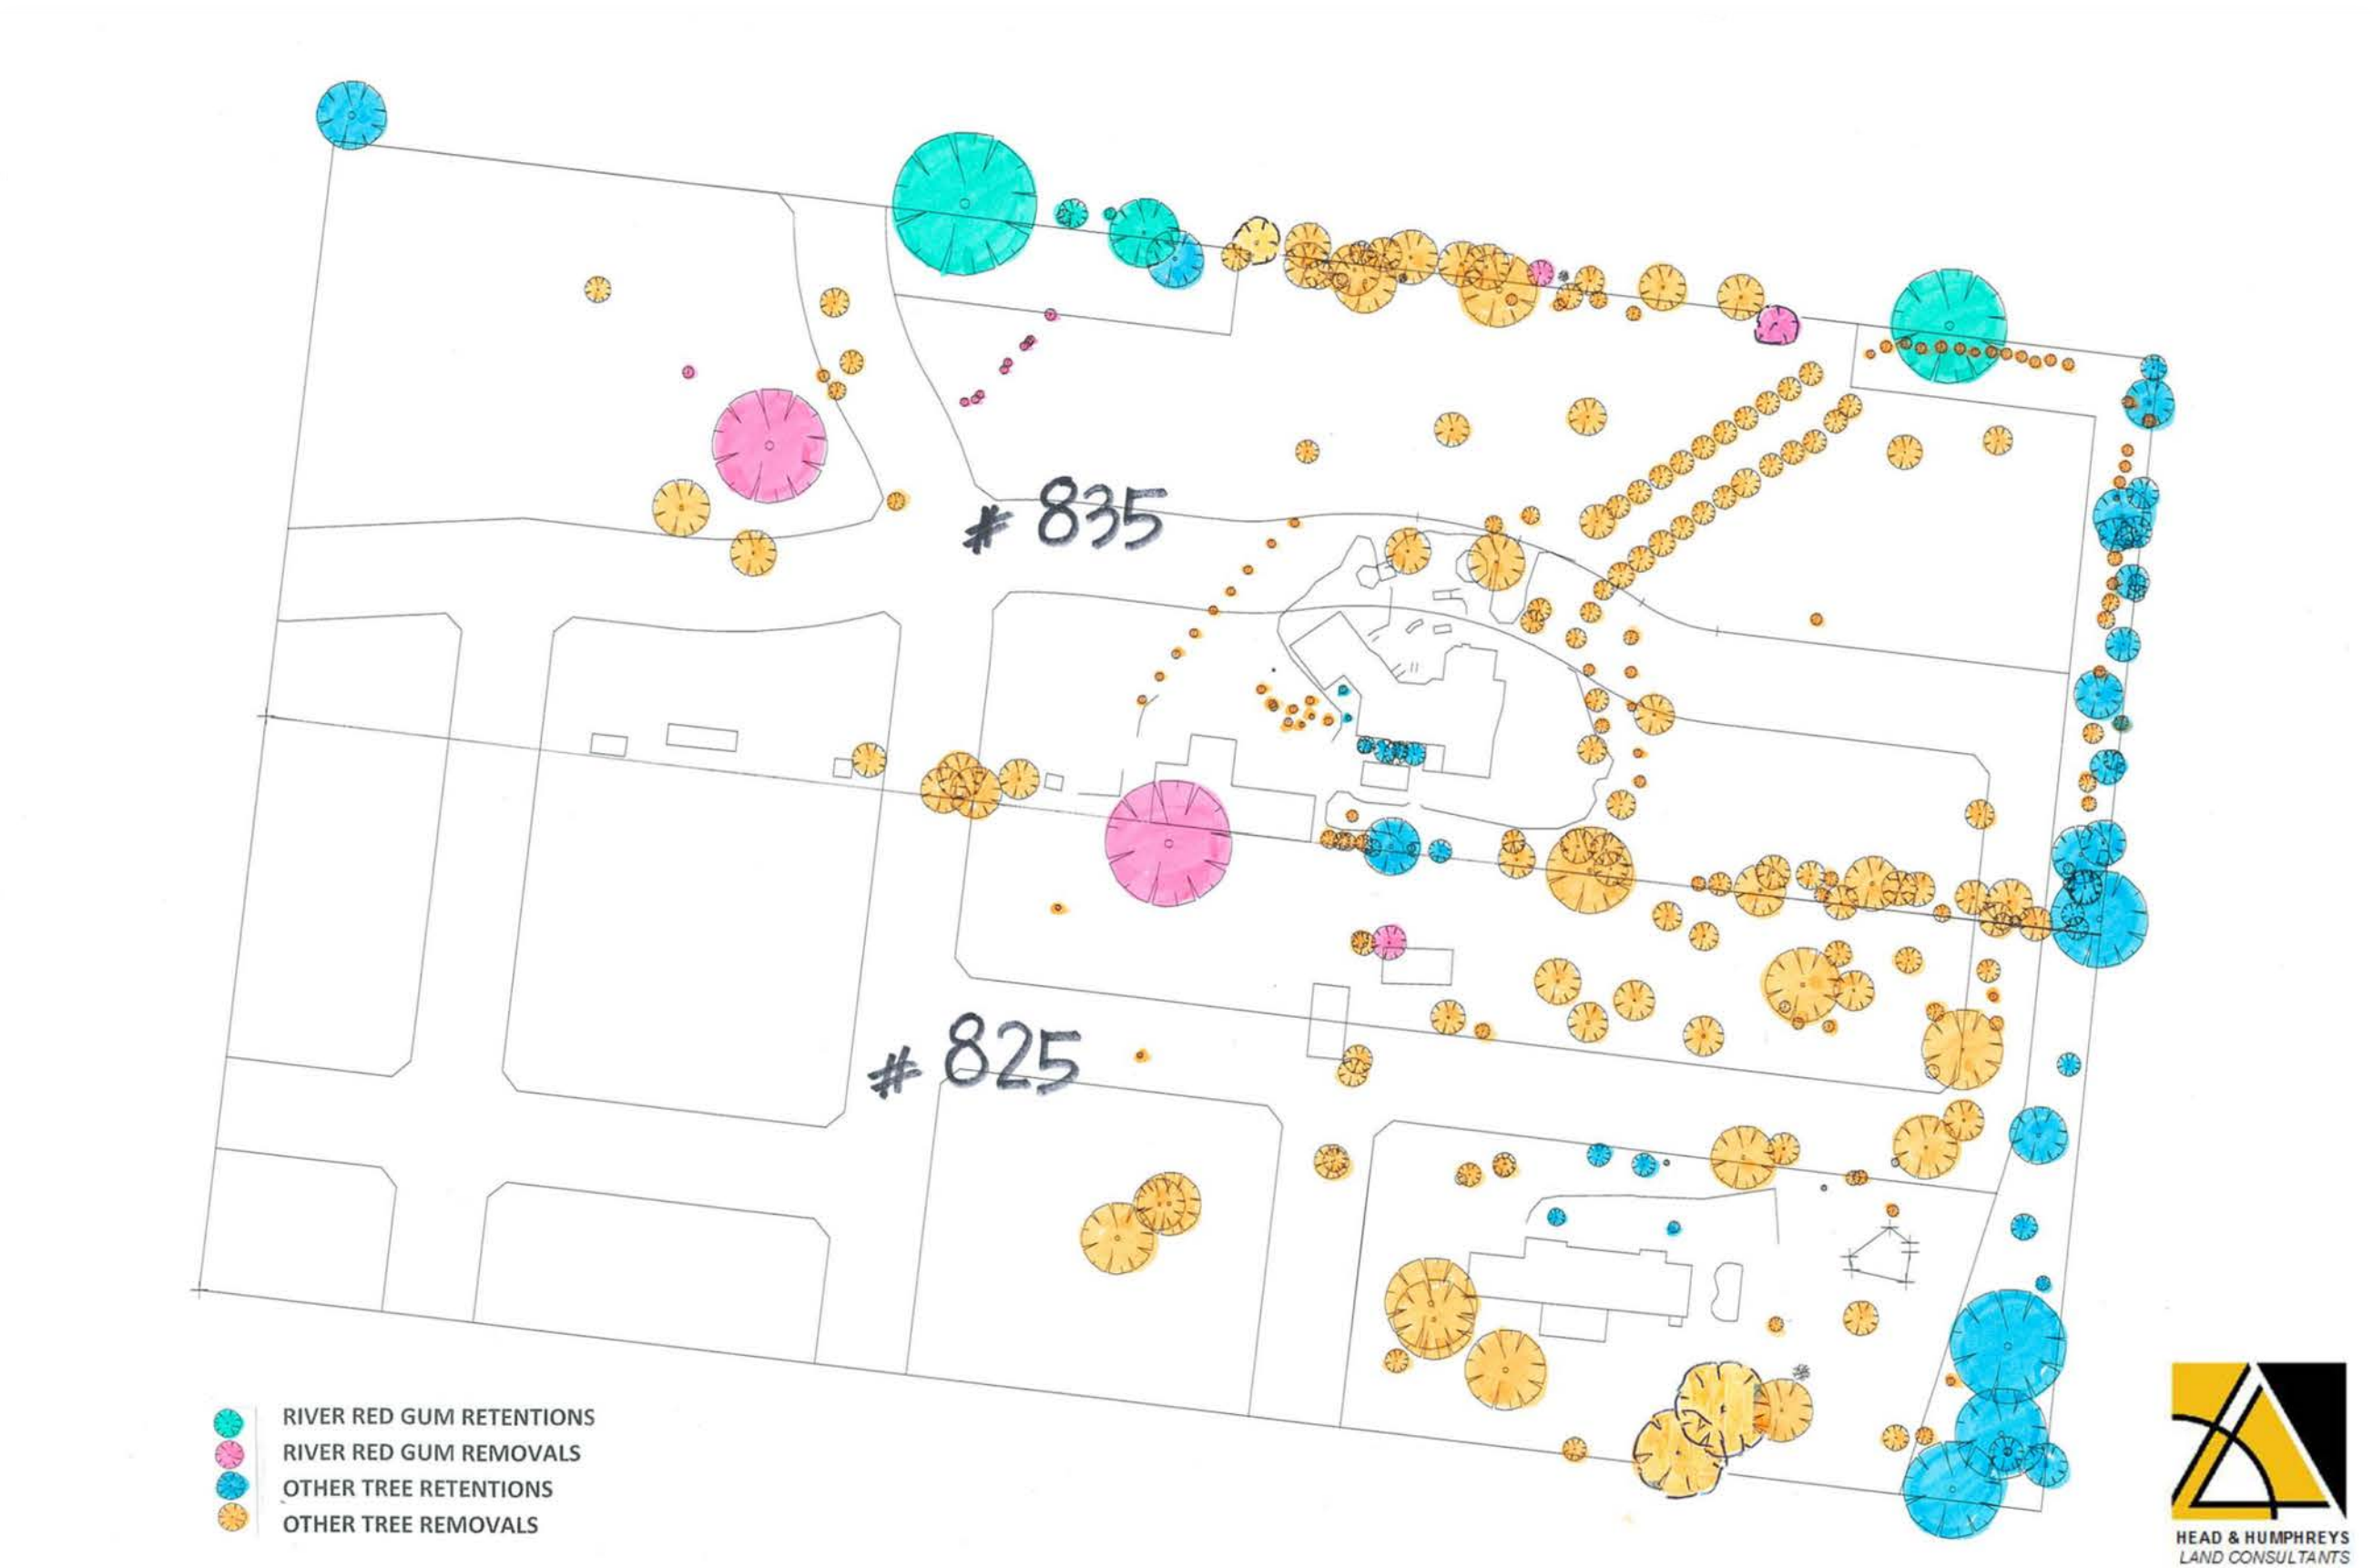 # 835
# 825
RIVER RED GUM RETENTIONS
RIVER RED GUM REMOVALS
OTHER TREE RETENTIONS
OTHER TREE REMOVALS
HEAD & HUMPHREYS
LAND CONSULTANTS